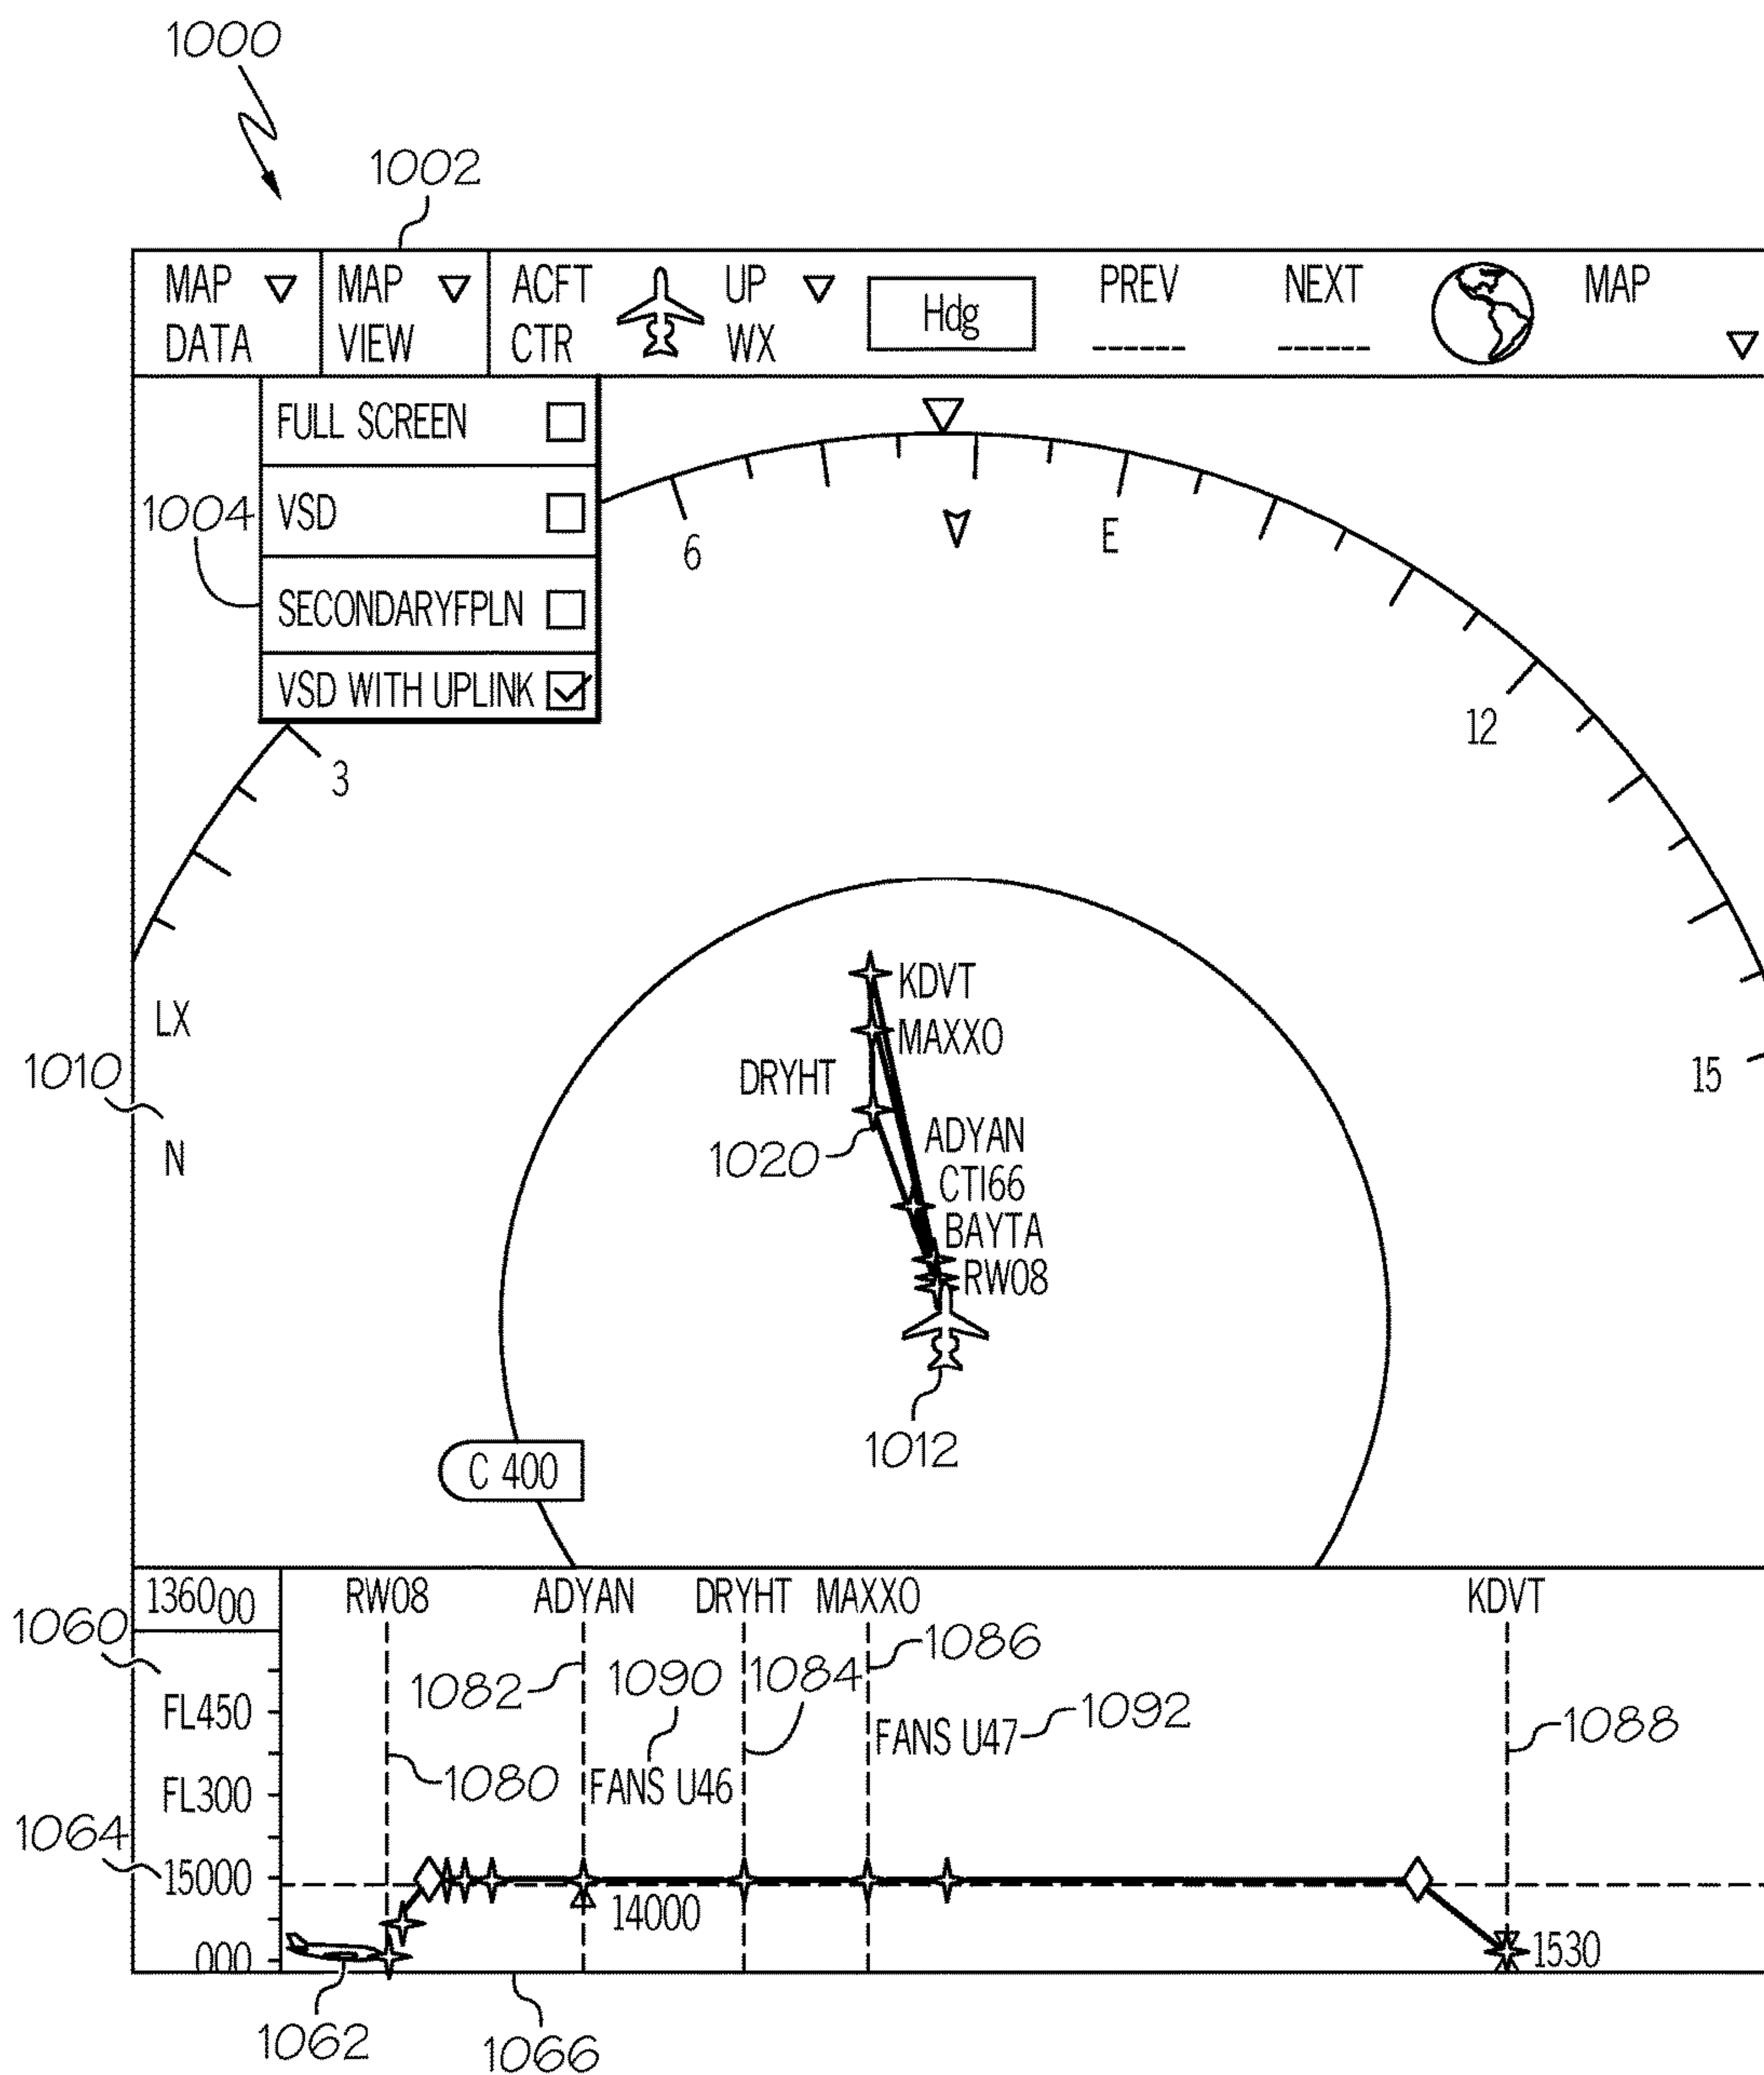 1000
1002
MAP DATA
MAP VIEW
ACFT CTR
UP WX
Hdg
PREV ------
NEXT ------
MAP
FULL SCREEN
VSD
SECONDARYFPLN
VSD WITH UPLINK
1004
3
6
E
12
15
LX
1010
N
KDVT
MAXXO
DRYHT
1020
ADYAN
CTI66
BAYTA
RW08
1012
C 400
136000
RW08
ADYAN
DRYHT
MAXXO
KDVT
1060
1082
1090
1084
1086
FL450
FANS U47
1092
1088
1080
FANS U46
FL300
1064
15000
14000
000
1530
1062
1066